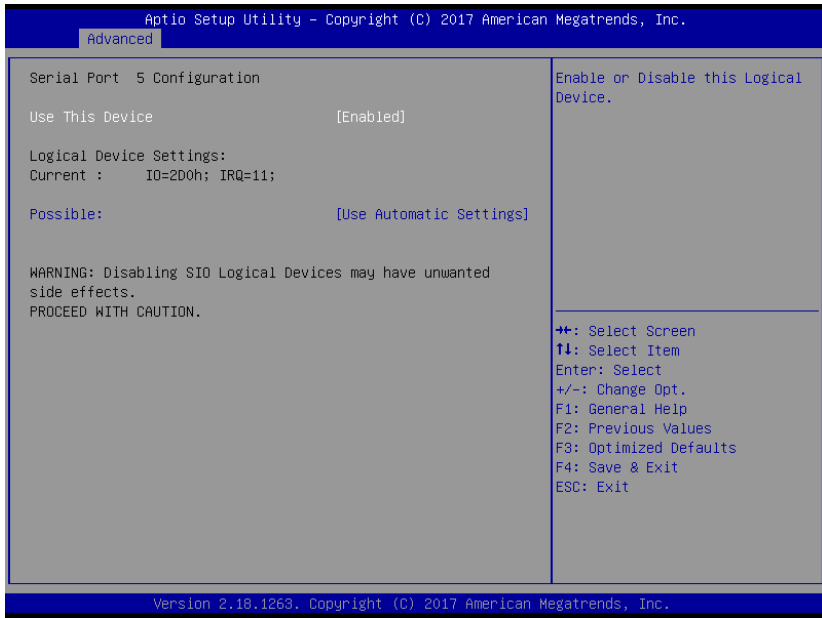 Aptio Setup Utility – Copyright (C) 2017 American Megatrends, Inc.
Advanced
Serial Port  5 Configuration
Use This Device [Enabled]
Logical Device Settings:
Current :     IO=2D0h; IRQ=11;
Possible: [Use Automatic Settings]
WARNING: Disabling SIO Logical Devices may have unwanted
side effects.
PROCEED WITH CAUTION.
Enable or Disable this Logical
Device.
→←: Select Screen
↑↓: Select Item
Enter: Select
+/-: Change Opt.
F1: General Help
F2: Previous Values
F3: Optimized Defaults
F4: Save & Exit
ESC: Exit
Version 2.18.1263. Copyright (C) 2017 American Megatrends, Inc.